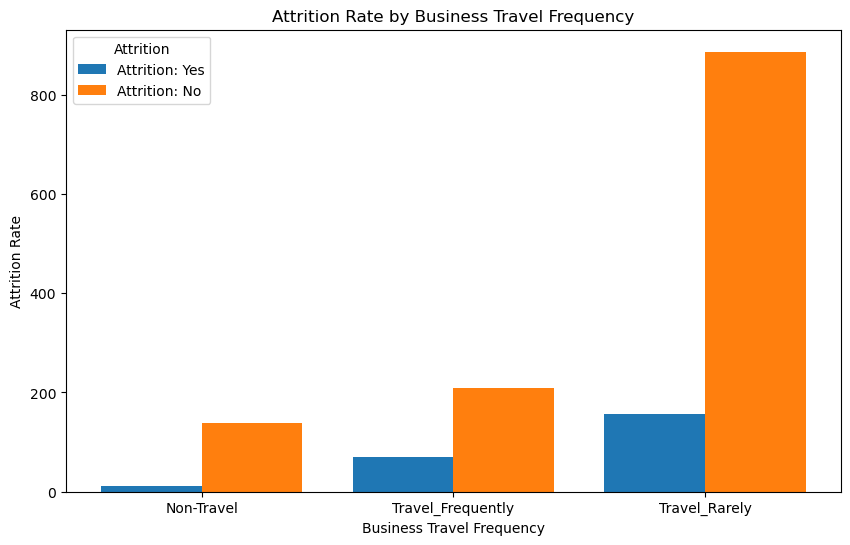 Attrition Rate by Business Travel Frequency
Attrition
Attrition: Yes
Attrition: No
Attrition Rate
800
600
400
200
0
Non-Travel
Travel_Frequently
Travel_Rarely
Business Travel Frequency